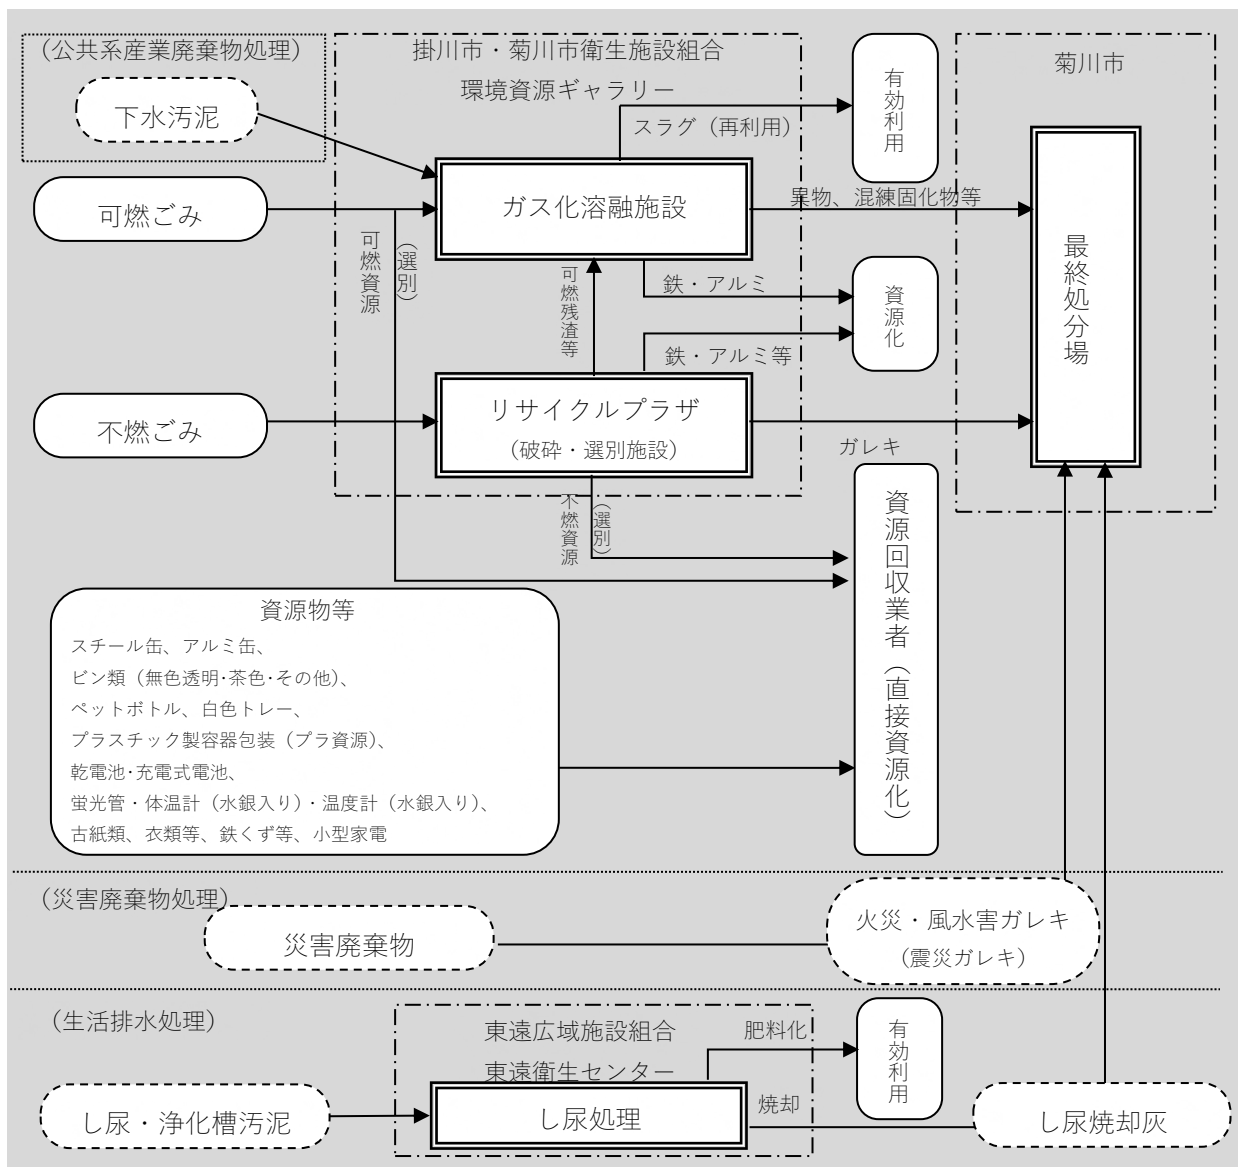 （公共系産業廃棄物処理）
下水汚泥
可燃ごみ
不燃ごみ
掛川市・菊川市衛生施設組合
環境資源ギャラリー
スラグ（再利用）
ガス化溶融施設
異物、混練固化物等
可燃資源
（選別）
可燃残渣等
鉄・アルミ
鉄・アルミ等
リサイクルプラザ
（破砕・選別施設）
ガレキ
不燃資源
（選別）
有効利用
資源化
菊川市
最終処分場
資源回収業者（直接資源化）
資源物等
スチール缶、アルミ缶、
ビン類（無色透明･茶色･その他）、
ペットボトル、白色トレー、
プラスチック製容器包装（プラ資源）、
乾電池･充電式電池、
蛍光管・体温計（水銀入り）・温度計（水銀入り）、
古紙類、衣類等、鉄くず等、小型家電
（災害廃棄物処理）
災害廃棄物
火災・風水害ガレキ
（震災ガレキ）
（生活排水処理）
東遠広域施設組合
東遠衛生センター
肥料化
有効利用
し尿・浄化槽汚泥
し尿処理
焼却
し尿焼却灰